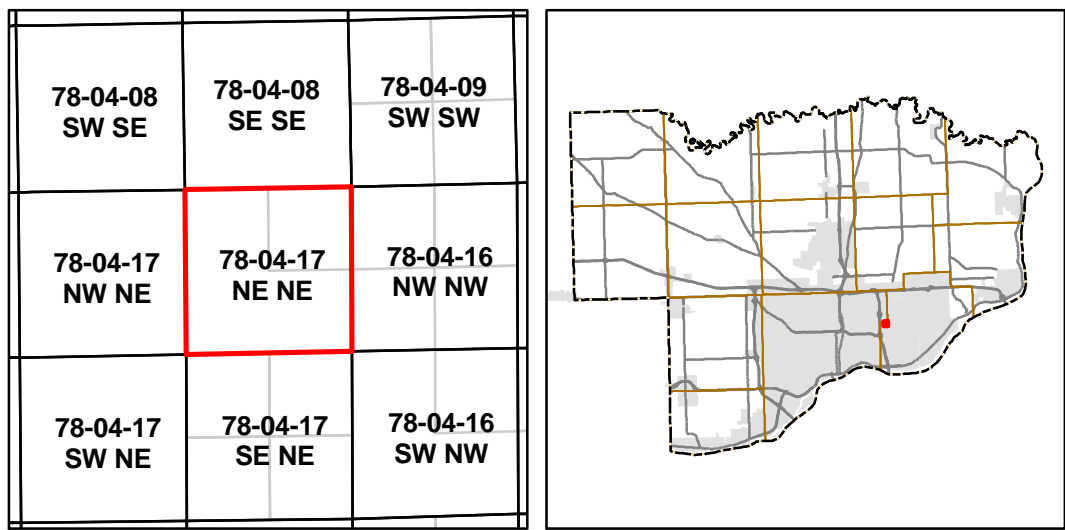 78-04-08
SW SE
78-04-08
SE SE
78-04-09
SW SW
78-04-17
NW NE
78-04-17
NE NE
78-04-16
NW NW
78-04-17
SW NE
78-04-17
SE NE
78-04-16
SW NW